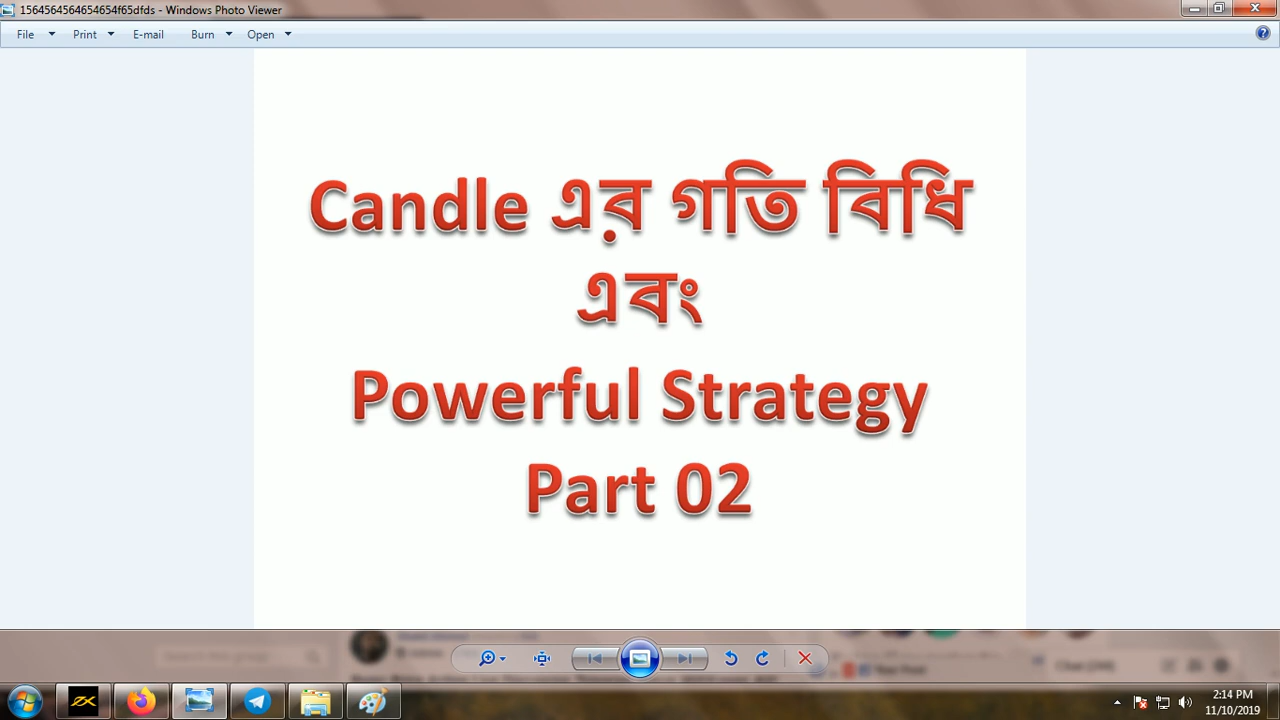 1564564564654654f65dfds - Windows Photo Viewer
File Print E-mail Burn Open
Candle এর গতি বিধি
এবং
Powerful Strategy
Part 02
2:14 PM
11/10/2019